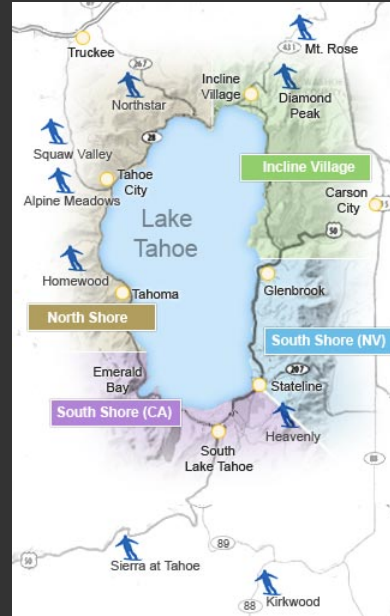 Truckee
431
Mt. Rose
267
Northstar
Incline
Village
Diamond
Peak
28
Squaw Valley
Tahoe
City
Incline Village
Alpine Meadows
Carson
City
Lake
Tahoe
50
Homewood
Glenbrook
Tahoma
North Shore
South Shore (NV)
Emerald
Bay
207
Stateline
South Shore (CA)
Heavenly
South
Lake Tahoe
88
89
50
Sierra at Tahoe
88
Kirkwood